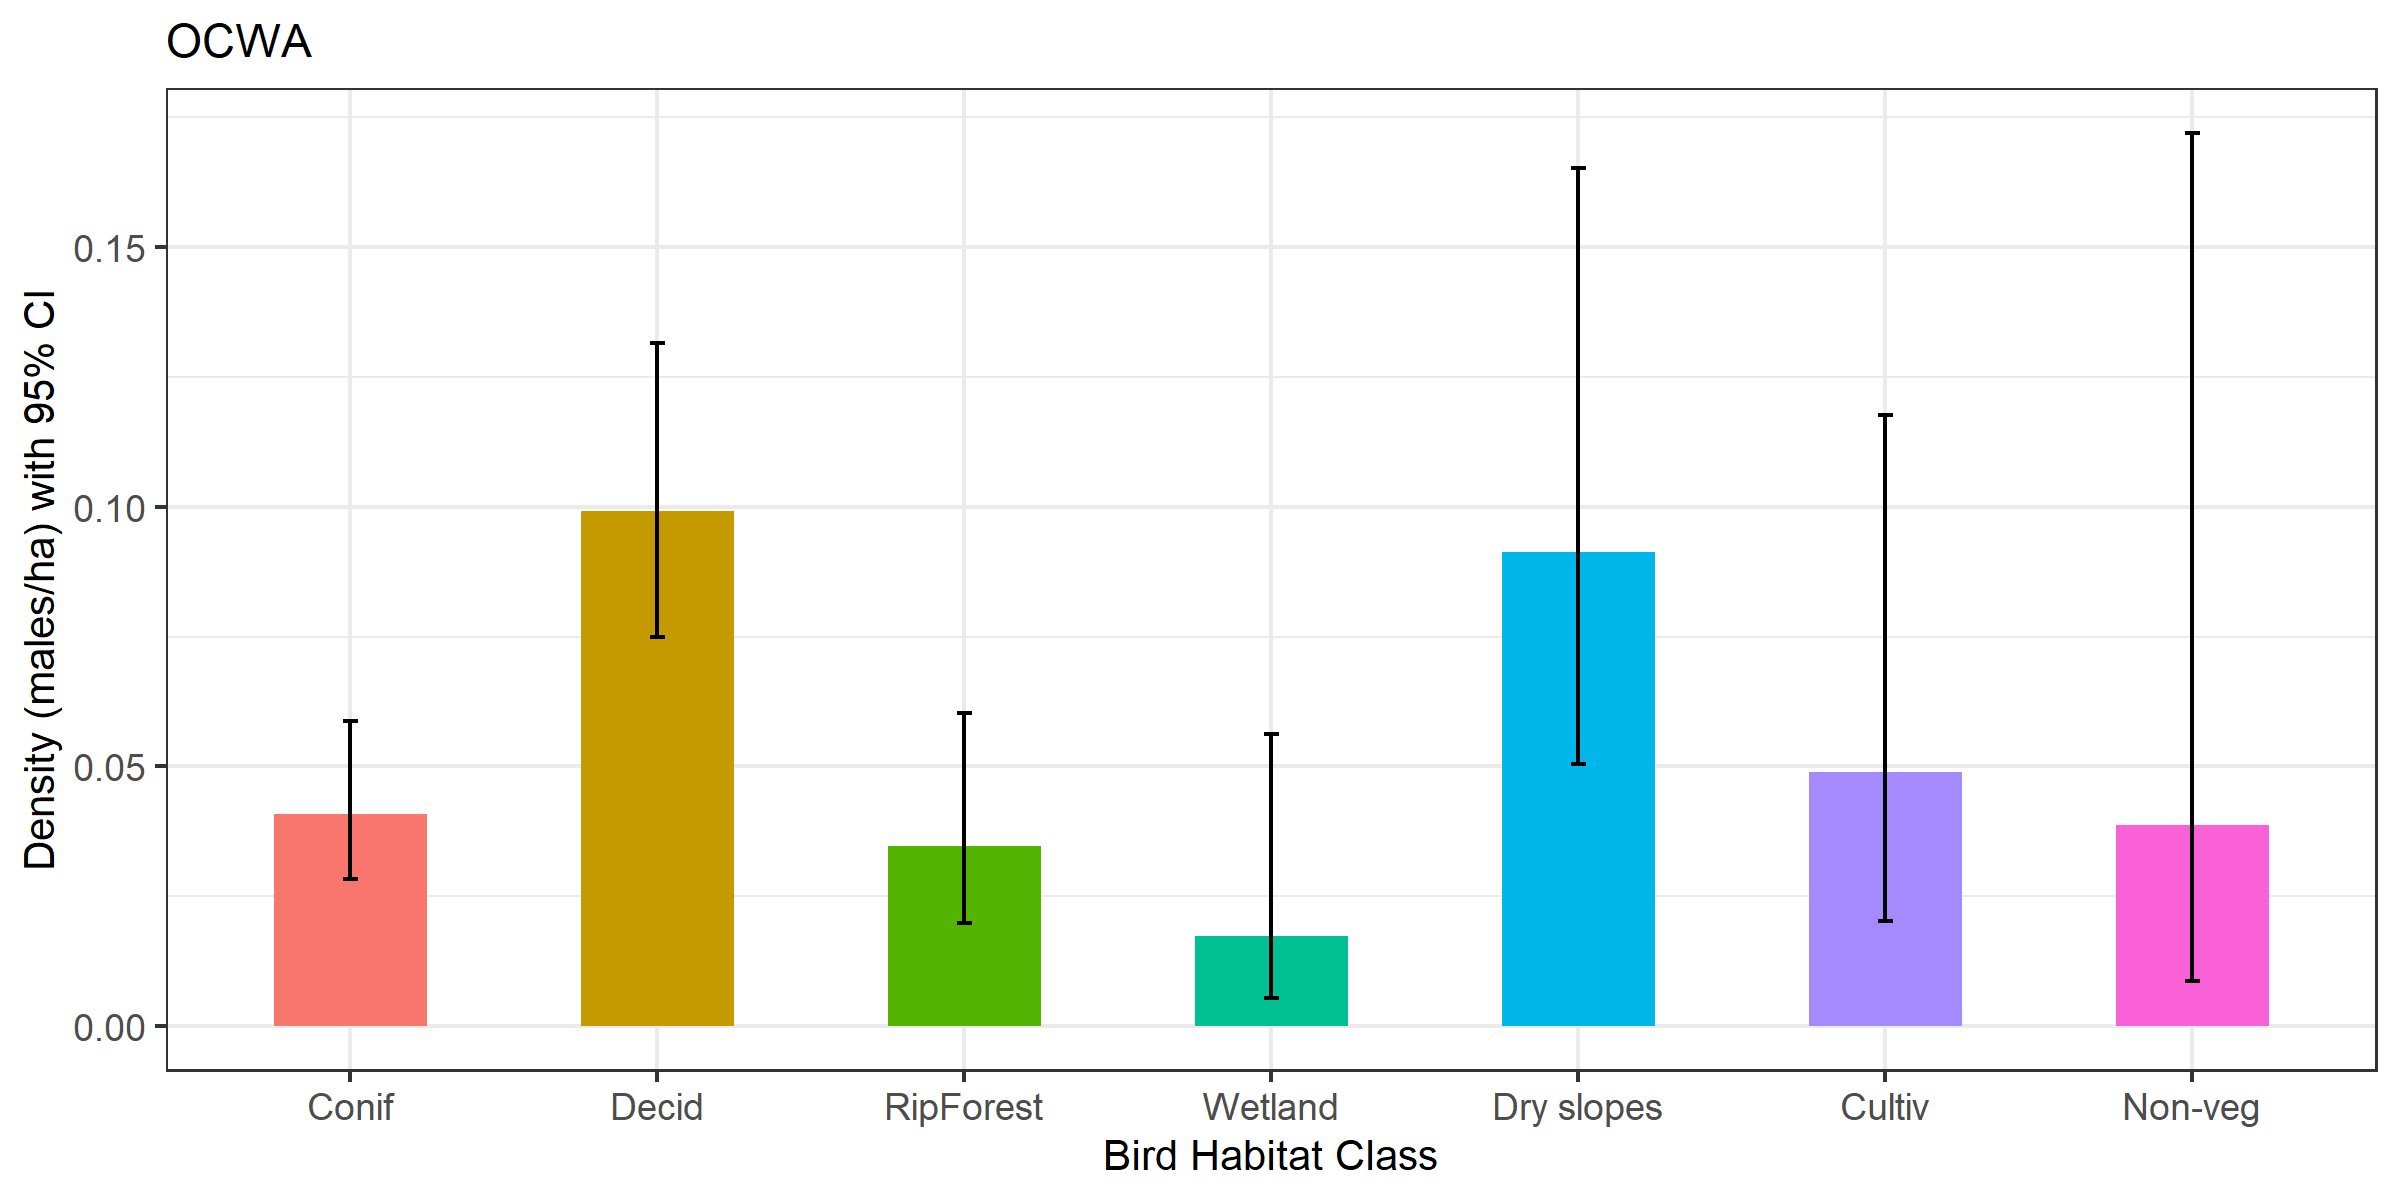 OCWA
Density (males/ha) with 95% CI
0.15
0.10
0.05
0.00
Conif Decid RipForest Wetland Dry slopes Cultiv Non-veg
Bird Habitat Class